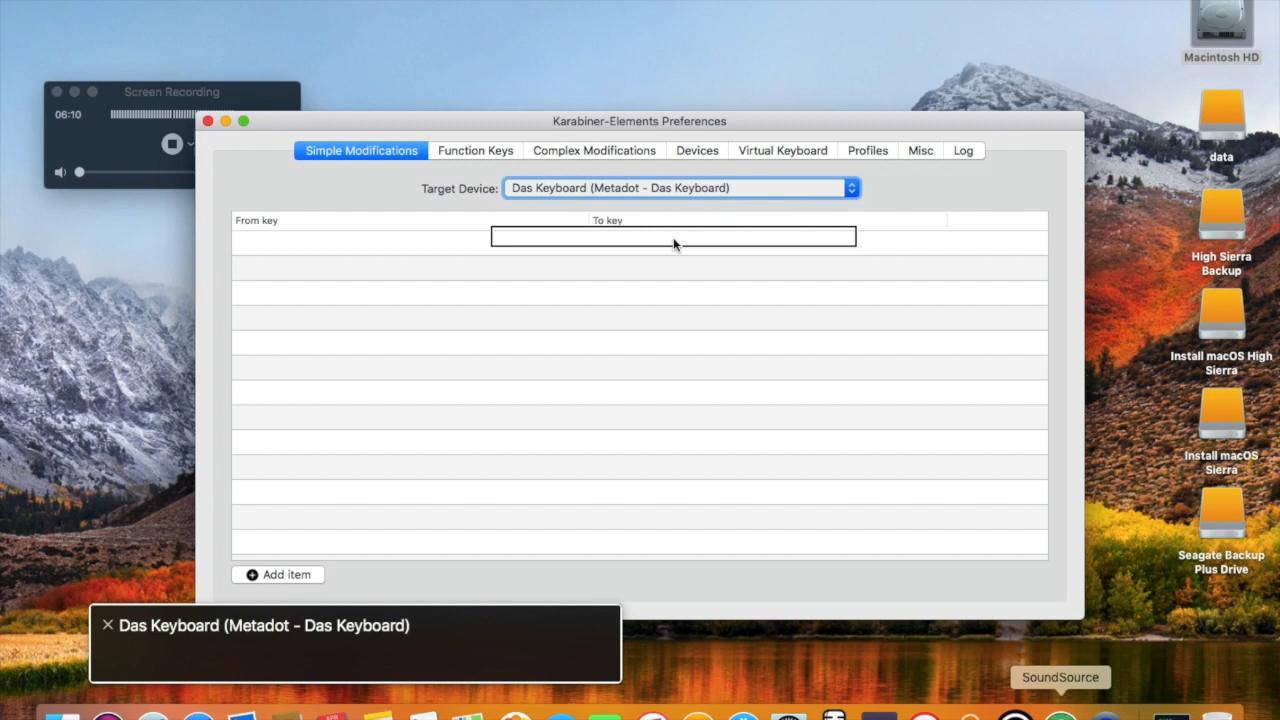 Macintosh HD
Screen Recording
06:10
Karabiner-Elements Preferences
Simple Modifications
Function Keys
Complex Modifications
Devices
Virtual Keyboard
Profiles
Misc
Log
Target Device:
Das Keyboard (Metadot - Das Keyboard)
From key
To key
data
High Sierra
Backup
Install macOS High
Sierra
Install macOS
Sierra
Seagate Backup
Plus Drive
Add item
Das Keyboard (Metadot - Das Keyboard)
SoundSource